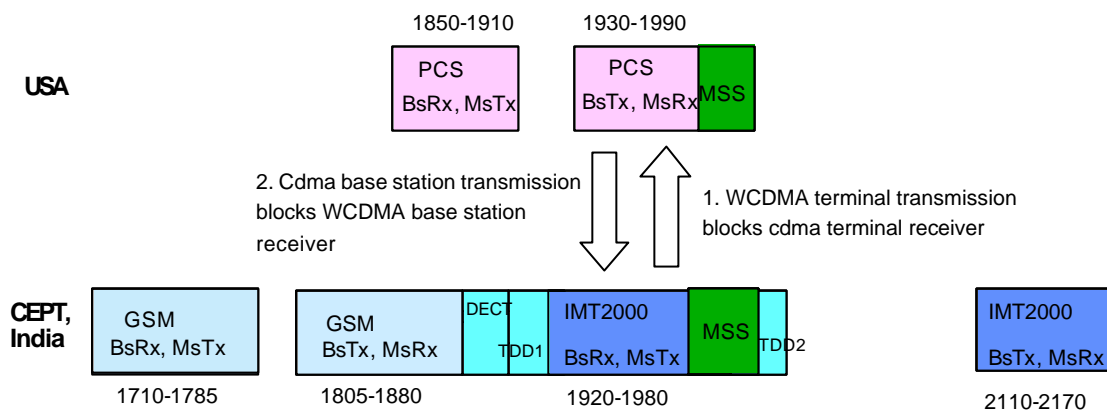 1850-1910
1930-1990
USA
PCS
BsRx, MsTx
PCS
BsTx, MsRx
MSS
2. Cdma base station transmission
blocks WCDMA base station
receiver
1. WCDMA terminal transmission
blocks cdma terminal receiver
CEPT,
India
GSM
BsRx, MsTx
GSM
BsTx, MsRx
DECT
TDD1
IMT2000
BsRx, MsTx
MSS
TDD2
IMT2000
BsTx, MsRx
1710-1785
1805-1880
1920-1980
2110-2170